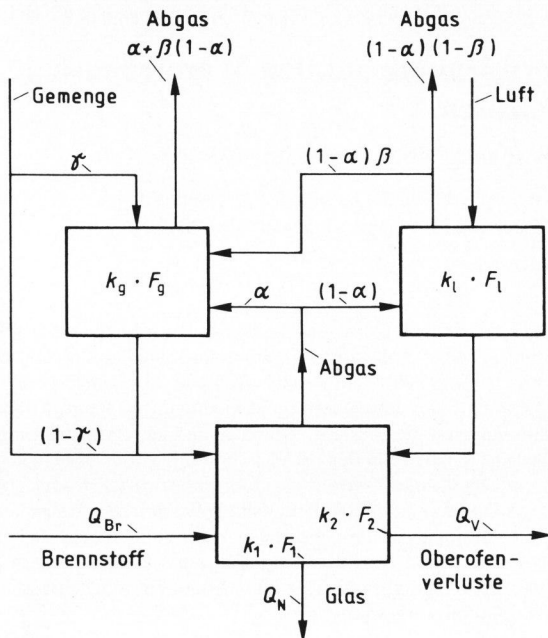 Abgas
α+β(1-α)
Abgas
(1-α)(1-β)
Gemenge
Luft
γ
(1-α)β
k_g · F_g
k_l · F_l
α
(1-α)
Abgas
(1-γ)
Q_Br
Brennstoff
k_2 · F_2
k_1 · F_1
Q_V
Oberofen-
verluste
Q_N
Glas